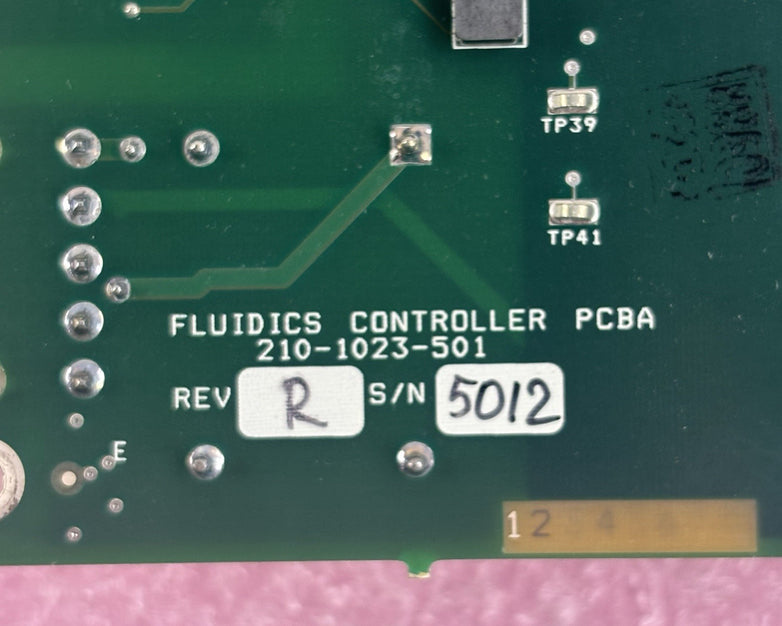 TP39
TP41
FLUIDICS CONTROLLER PCBA
210-1023-501
REV R S/N 5012
E
1 2 4